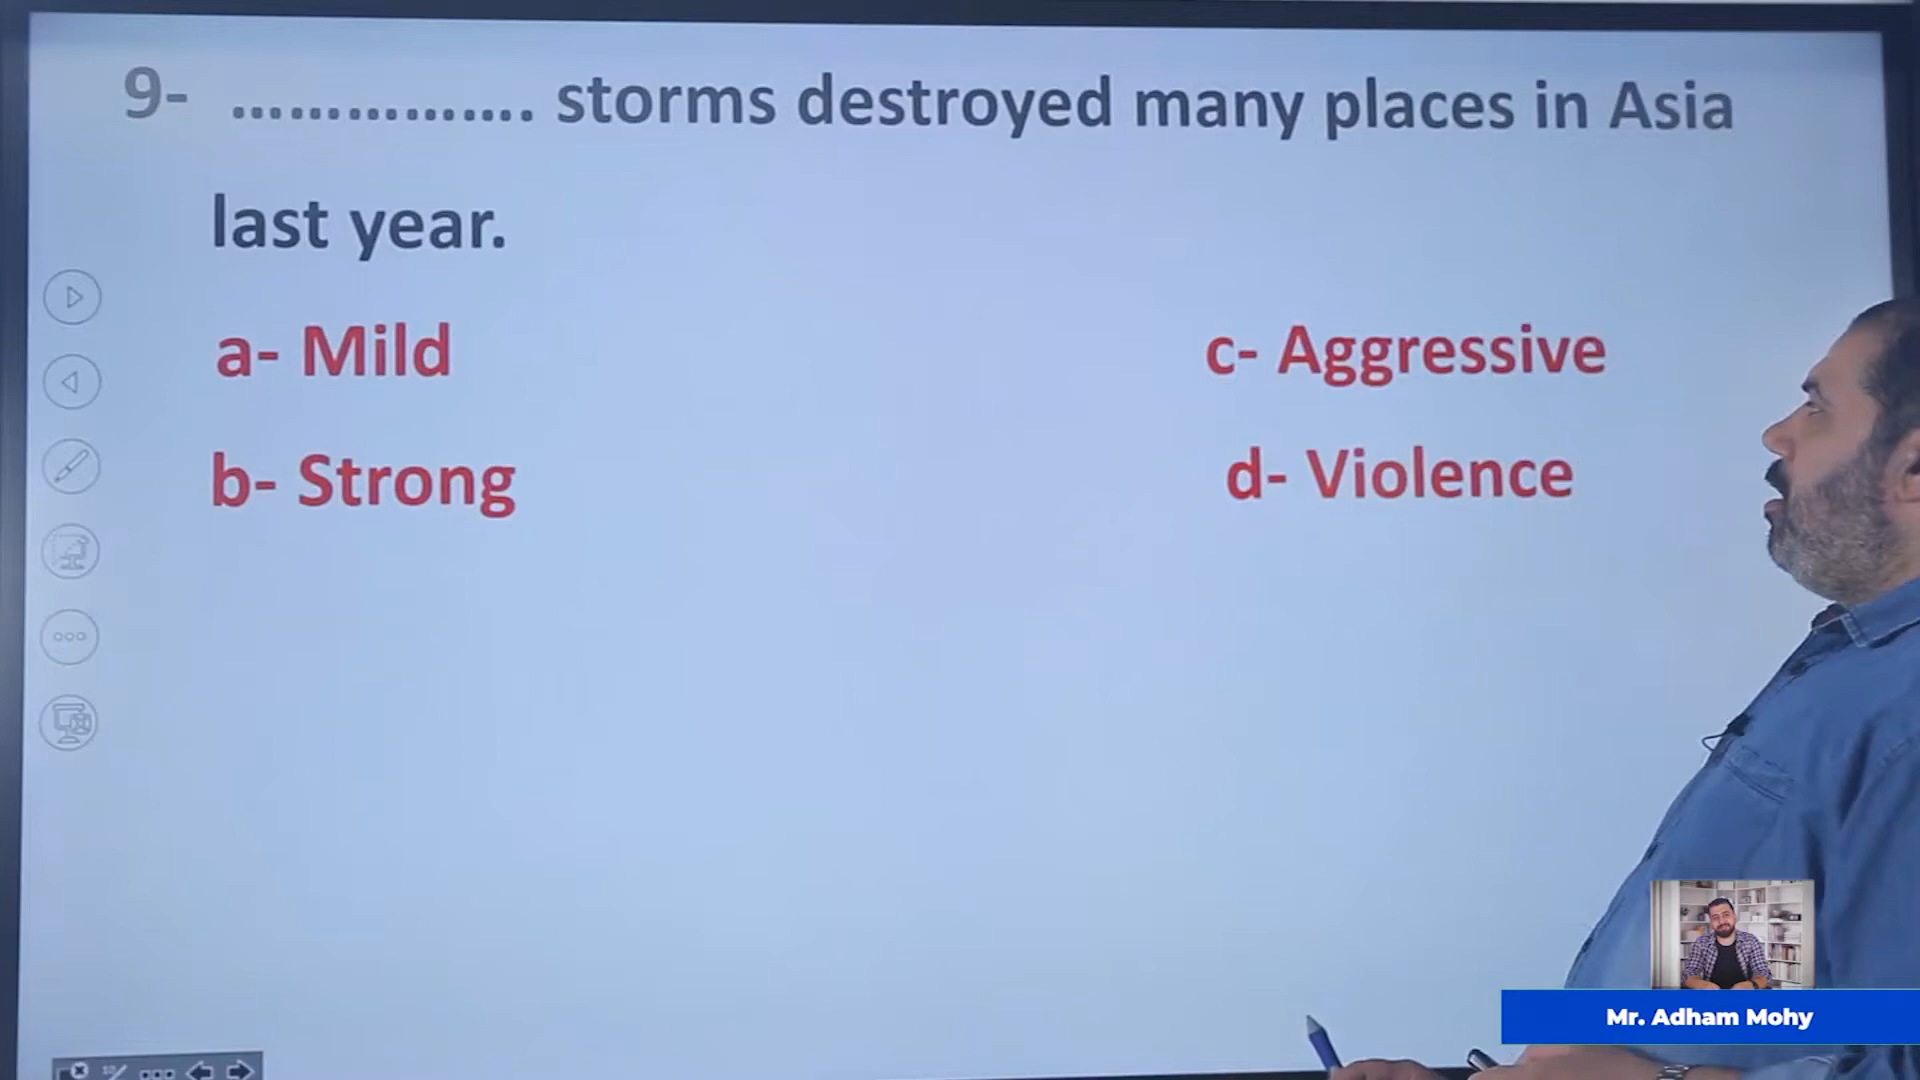 9- ................ storms destroyed many places in Asia
last year.
a- Mild
c- Aggressive
b- Strong
d- Violence
Mr. Adham Mohy